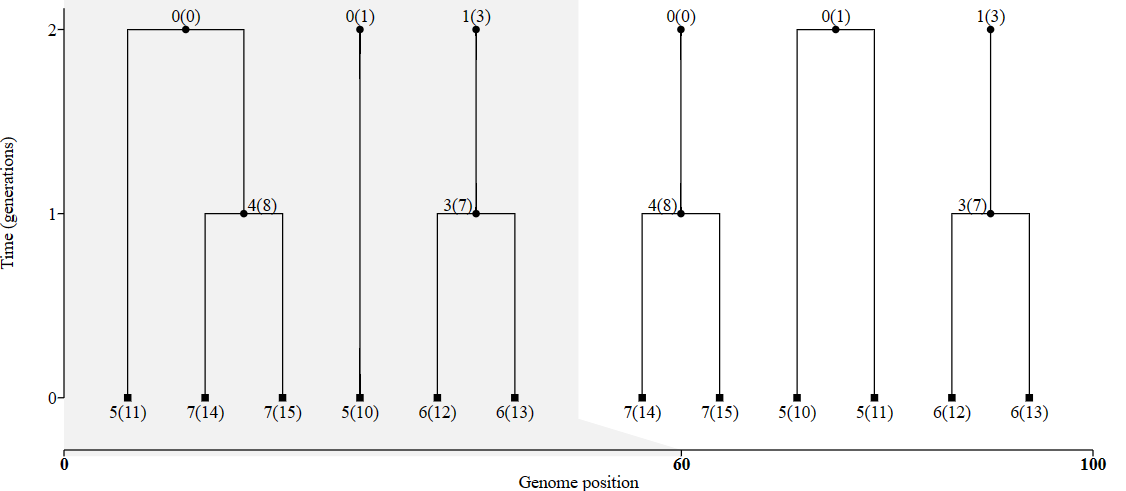 0(0) 0(1) 1(3) 0(0) 0(1) 1(3)
2
4(8) 3(7) 4(8) 3(7)
1
Time (generations)
0
5(11) 7(14) 7(15) 5(10) 6(12) 6(13) 7(14) 7(15) 5(10) 5(11) 6(12) 6(13)
0 60 100
Genome position